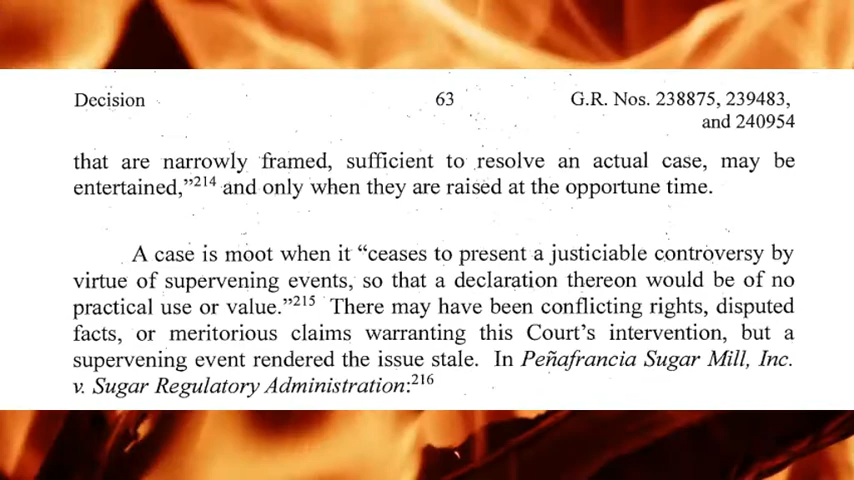 Decision 63 G.R. Nos. 238875, 239483,
and 240954
that are narrowly framed, sufficient to resolve an actual case, may be
entertained,”214 and only when they are raised at the opportune time.
A case is moot when it “ceases to present a justiciable controversy by
virtue of supervening events, so that a declaration thereon would be of no
practical use or value.”215 There may have been conflicting rights, disputed
facts, or meritorious claims warranting this Court’s intervention, but a
supervening event rendered the issue stale. In Peñafrancia Sugar Mill, Inc.
v. Sugar Regulatory Administration:216